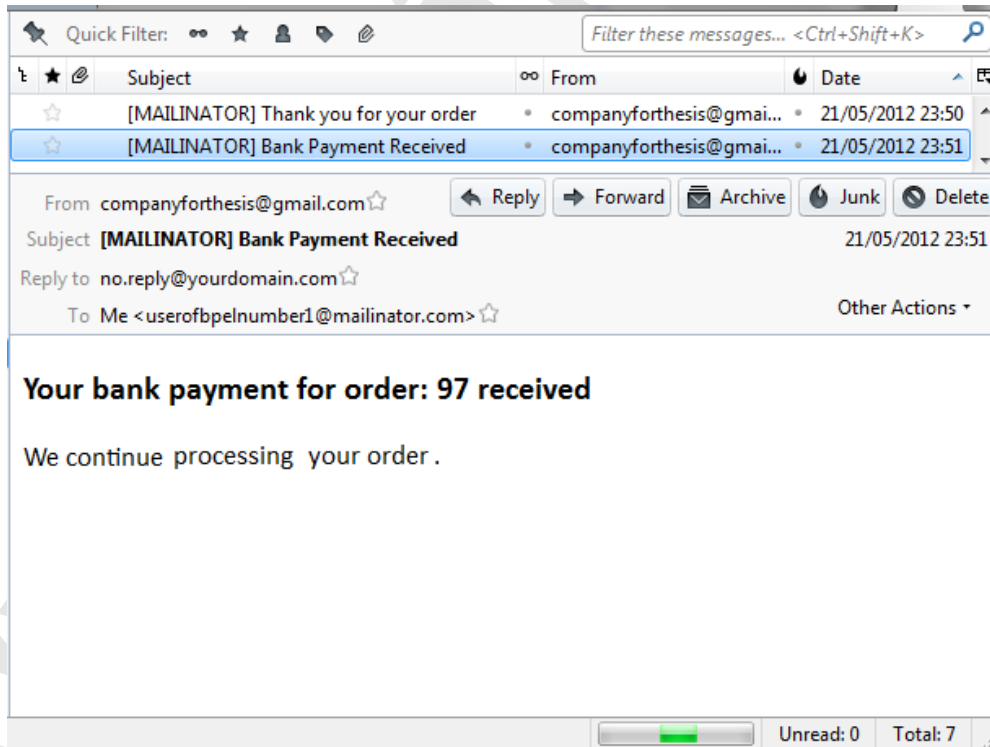 Quick Filter:
Filter these messages... <Ctrl+Shift+K>
Subject From Date
[MAILINATOR] Thank you for your order companyforthesis@gmai... 21/05/2012 23:50
[MAILINATOR] Bank Payment Received companyforthesis@gmai... 21/05/2012 23:51
From companyforthesis@gmail.com Reply Forward Archive Junk Delete
Subject [MAILINATOR] Bank Payment Received 21/05/2012 23:51
Reply to no.reply@yourdomain.com
To Me <userofbpelnumber1@mailinator.com> Other Actions
Your bank payment for order: 97 received
We continue processing your order .
Unread: 0 Total: 7